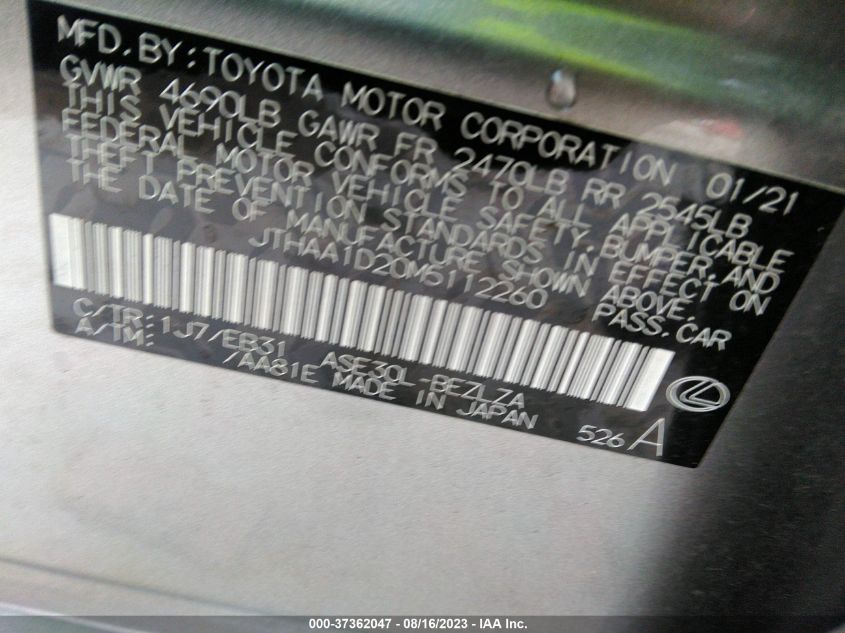 MFD. BY: TOYOTA MOTOR CORPORATION 01/21
GVWR 4690LB GAWR FR 2470LB RR 2545LB
THIS VEHICLE CONFORMS TO ALL APPLICABLE
FEDERAL MOTOR VEHICLE SAFETY, BUMPER, AND
THEFT PREVENTION STANDARDS IN EFFECT ON
THE DATE OF MANUFACTURE SHOWN ABOVE.
JTHAA1D20M5112260 PASS. CAR
C/TR: 1J7/EB31 ASE30L-BEZLZA
A/TM: /AA81E MADE IN JAPAN 526 A
000-37362047 - 08/16/2023 - IAA Inc.